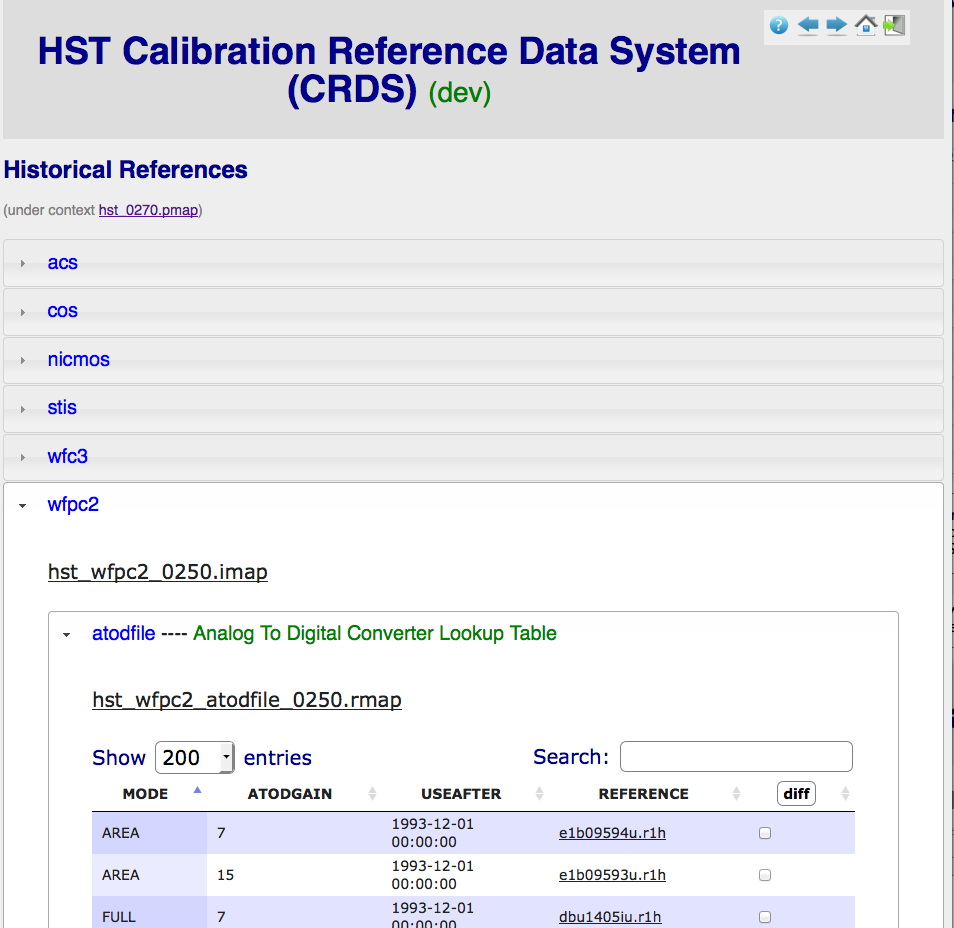 HST Calibration Reference Data System
(CRDS) (dev)
Historical References
(under context hst_0270.pmap)
acs
cos
nicmos
stis
wfc3
wfpc2
hst_wfpc2_0250.imap
atodfile ---- Analog To Digital Converter Lookup Table
hst_wfpc2_atodfile_0250.rmap
Show 200 entries Search:
MODE ATODGAIN USEAFTER REFERENCE diff
AREA 7 1993-12-01 00:00:00 e1b09594u.r1h
AREA 15 1993-12-01 00:00:00 e1b09593u.r1h
FULL 7 1993-12-01 00:00:00 dbu1405iu.r1h